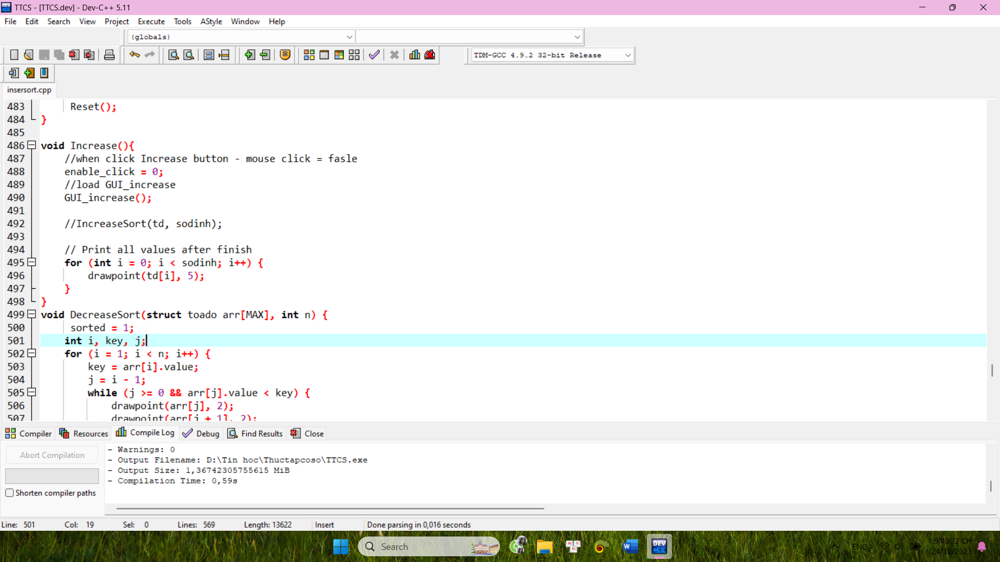 TTCS - [TTCS.dev] - Dev-C++ 5.11
File Edit Search View Project Execute Tools AStyle Window Help
(globals)
TDM-GCC 4.9.2 32-bit Release
insersort.cpp
483 Reset();
484 }
485
486 void Increase(){
487 //when click Increase button - mouse click = fasle
488 enable_click = 0;
489 //load GUI_increase
490 GUI_increase();
491
492 //IncreaseSort(td, sodinh);
493
494 // Print all values after finish
495 for (int i = 0; i < sodinh; i++) {
496 drawpoint(td[i], 5);
497 }
498 }
499 void DecreaseSort(struct toado arr[MAX], int n) {
500 sorted = 1;
501 int i, key, j;
502 for (i = 1; i < n; i++) {
503 key = arr[i].value;
504 j = i - 1;
505 while (j >= 0 && arr[j].value < key) {
506 drawpoint(arr[j], 2);
507 drawpoint(arr[j + 1], 2);
Compiler Resources Compile Log Debug Find Results Close
Abort Compilation
Shorten compiler paths
- Warnings: 0
- Output Filename: D:\Tin hoc\Thuctapcoso\TTCS.exe
- Output Size: 1,36742305755615 MiB
- Compilation Time: 0,59s
Line: 501 Col: 19 Sel: 0 Lines: 569 Length: 13622 Insert Done parsing in 0,016 seconds
Search
DEV C++
ENG
9:43:32 CH
24/12/2023